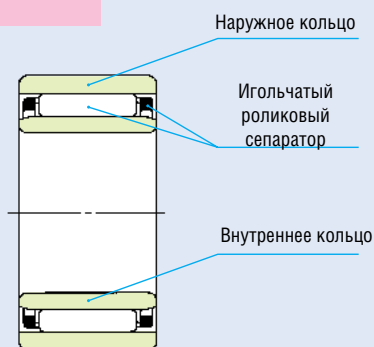 Наружное кольцо
Игольчатый
роликовый
сепаратор
Внутреннее кольцо